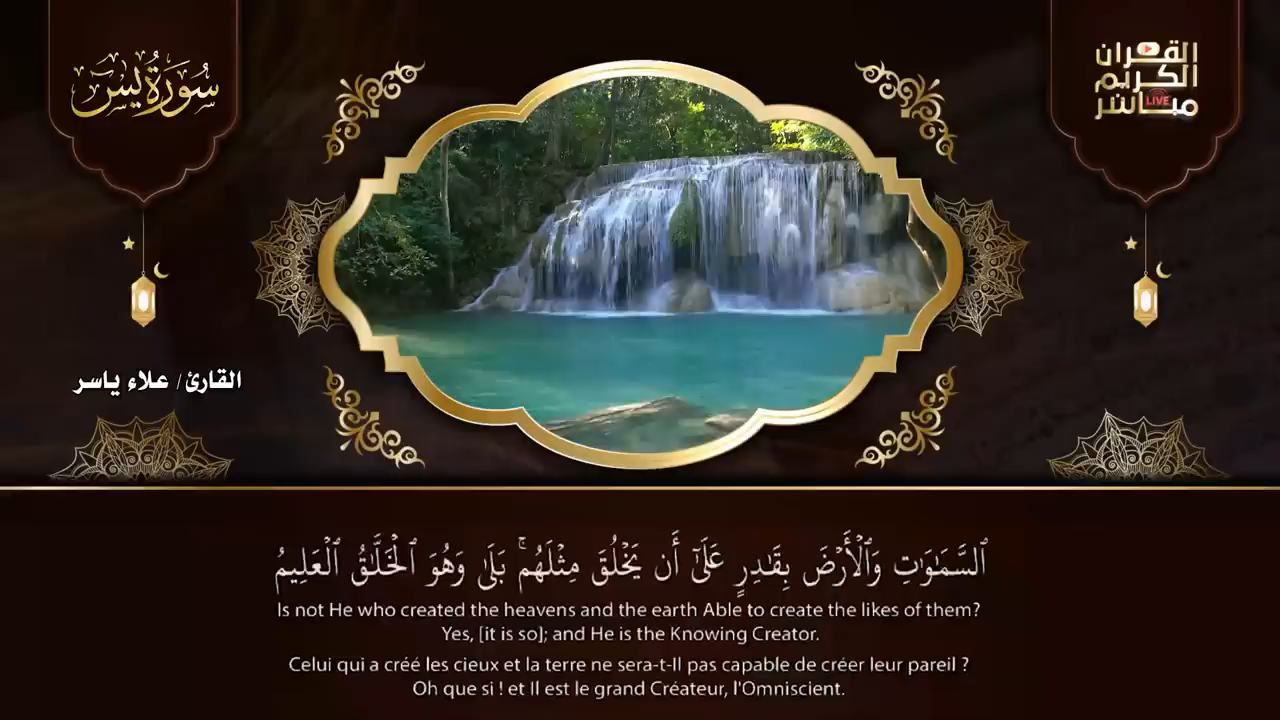 سُورَةُ يسٓ
القرآن
الكريم
مباشر
LIVE
القارئ/ علاء ياسر
ٱلسَّمَٰوَٰتِ وَٱلْأَرْضَ بِقَٰدِرٍ عَلَىٰٓ أَن يَخْلُقَ مِثْلَهُم ۚ بَلَىٰ وَهُوَ ٱلْخَلَّٰقُ ٱلْعَلِيمُ
Is not He who created the heavens and the earth Able to create the likes of them?
Yes, [it is so]; and He is the Knowing Creator.
Celui qui a créé les cieux et la terre ne sera-t-Il pas capable de créer leur pareil ?
Oh que si ! et Il est le grand Créateur, l'Omniscient.